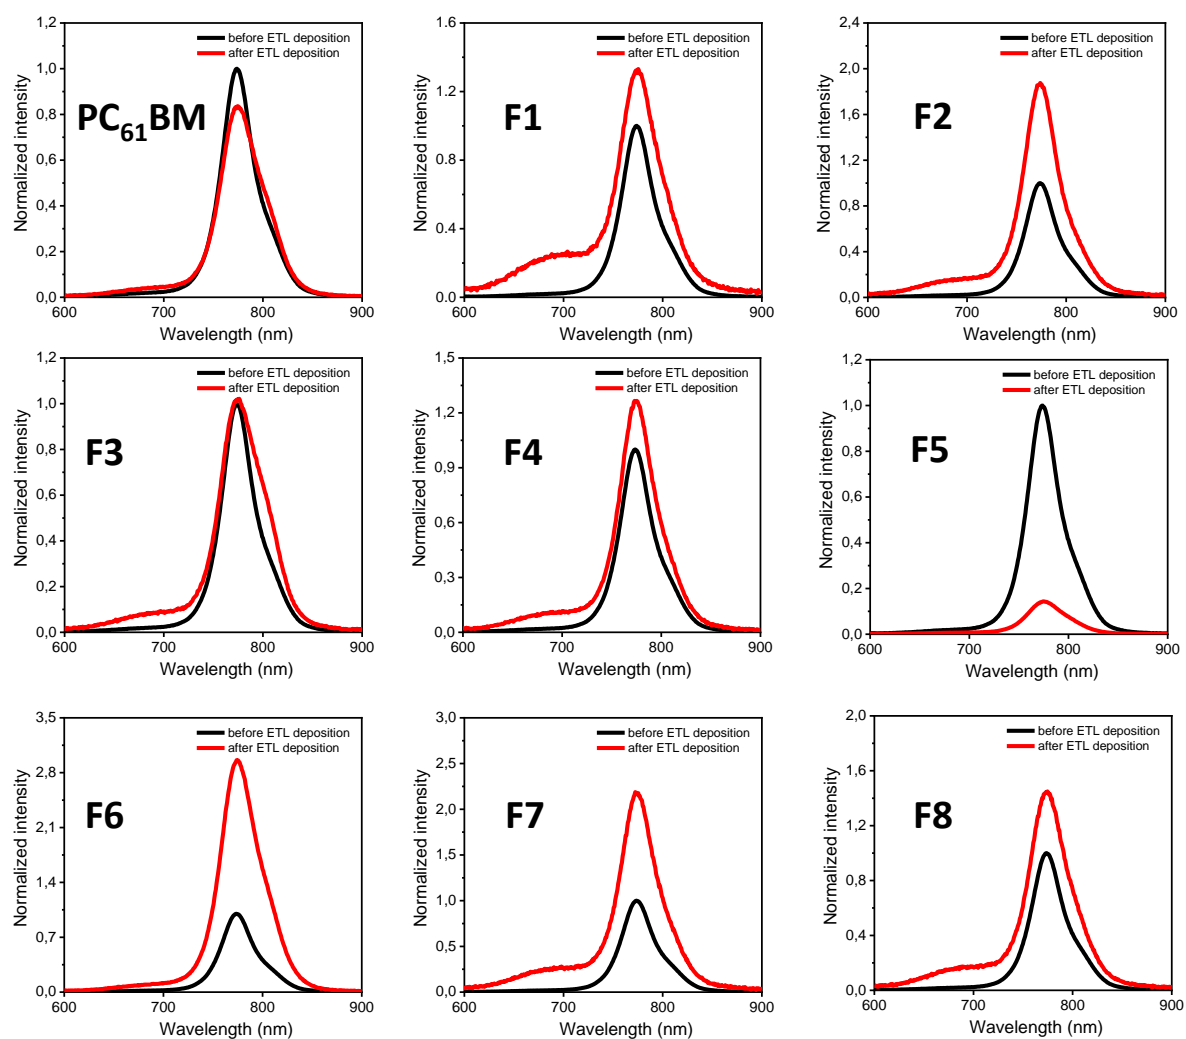 1,2
1,0
0,8
0,6
0,4
0,2
0,0
600 700 800 900
Normalized intensity
Wavelength (nm)
before ETL deposition
after ETL deposition
PC61BM
1.6
1.2
0.8
0.4
0,0
600 700 800 900
Normalized intensity
Wavelength (nm)
before ETL deposition
after ETL deposition
F1
2,4
2,0
1,6
1,2
0,8
0,4
0,0
600 700 800 900
Normalized intensity
Wavelength (nm)
before ETL deposition
after ETL deposition
F2
1,2
1,0
0,8
0,6
0,4
0,2
0,0
600 700 800 900
Normalized intensity
Wavelength (nm)
before ETL deposition
after ETL deposition
F3
1,5
1,2
0,9
0,6
0,3
0,0
600 700 800 900
Normalized intensity
Wavelength (nm)
before ETL deposition
after ETL deposition
F4
1,2
1,0
0,8
0,6
0,4
0,2
0,0
600 700 800 900
Normalized intensity
Wavelength (nm)
before ETL deposition
after ETL deposition
F5
3,5
2,8
2,1
1,4
0,7
0,0
600 700 800 900
Normalized intensity
Wavelength (nm)
before ETL deposition
after ETL deposition
F6
3,0
2,5
2,0
1,5
1,0
0,5
0,0
600 700 800 900
Normalized intensity
Wavelength (nm)
before ETL deposition
after ETL deposition
F7
2,0
1,6
1,2
0,8
0,4
0,0
600 700 800 900
Normalized intensity
Wavelength (nm)
before ETL deposition
after ETL deposition
F8